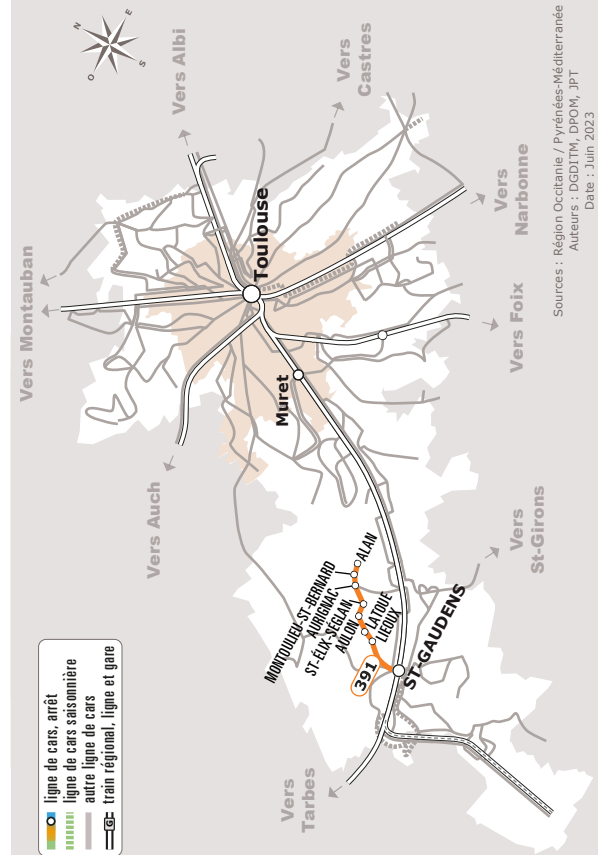 N
E
S
O
Vers Albi
Vers
Castres
Vers Montauban
Toulouse
Vers
Narbonne
Sources : Région Occitanie / Pyrénées-Méditerranée
Auteurs : DGDITM, DPOM, JPT
Date : Juin 2023
Vers Foix
Muret
Vers Auch
Vers
St-Girons
MONTOULIEU-ST-BERNARD
AURIGNAC
ST-ÉLIX-SÉGLAN
AULON
ALAN
LATOUE
LIEOUX
391
ST-GAUDENS
Vers
Tarbes
ligne de cars, arrêt
ligne de cars saisonnière
autre ligne de cars
G train régional, ligne et gare